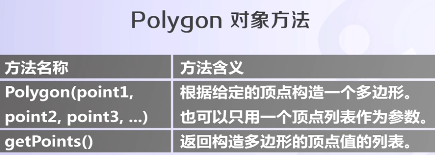 Polygon 对象方法
方法名称 方法含义
Polygon(point1, 根据给定的顶点构造一个多边形。
point2, point3, ...) 也可以只用一个顶点列表作为参数。
getPoints() 返回构造多边形的顶点值的列表。